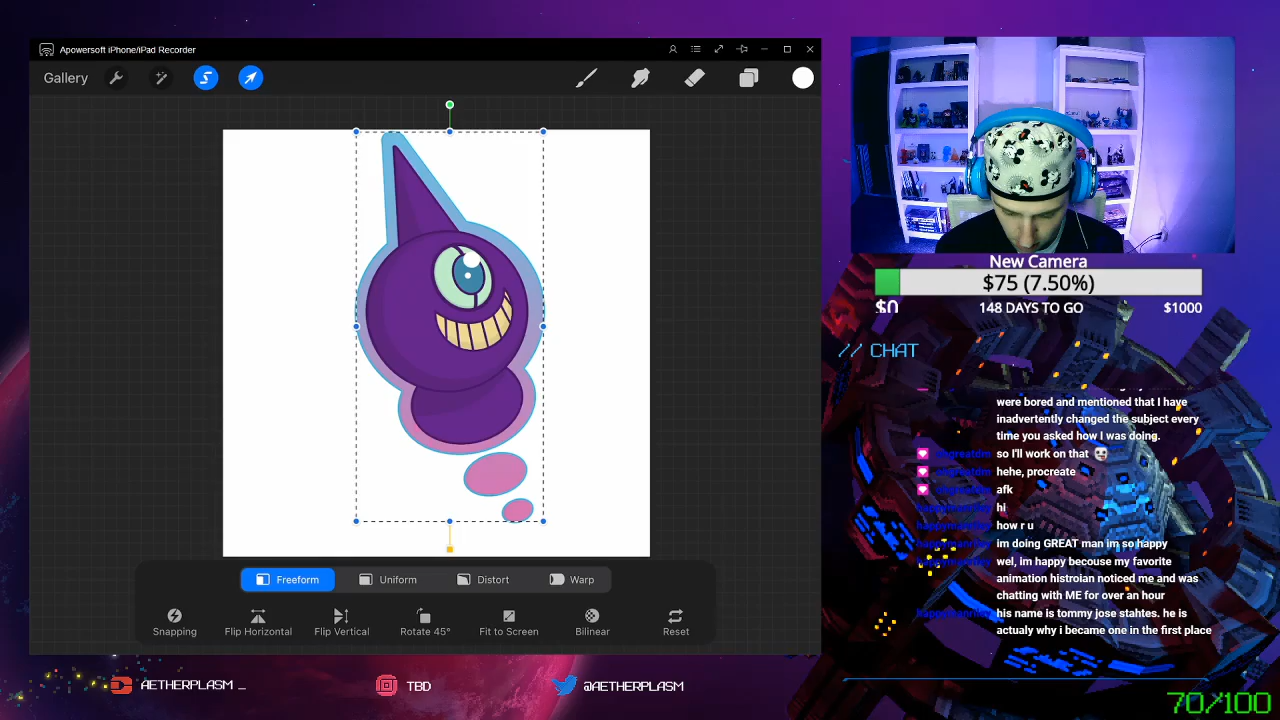 Apowersoft iPhone/iPad Recorder
Gallery
Freeform
Uniform
Distort
Warp
Snapping
Flip Horizontal
Flip Vertical
Rotate 45°
Fit to Screen
Bilinear
Reset
AETHERPLASM _
TBD
@AETHERPLASM
New Camera
$75 (7.50%)
$0
148 DAYS TO GO
$1000
// CHAT
were bored and mentioned that I have
inadvertently changed the subject every
time you asked how I was doing.
so I'll work on that
hehe, procreate
afk
hi
how r u
im doing GREAT man im so happy
wel, im happy becouse my favorite
animation histroian noticed me and was
chatting with ME for over an hour
his name is tommy jose stahtes. he is
actualy why i became one in the first place
70/100